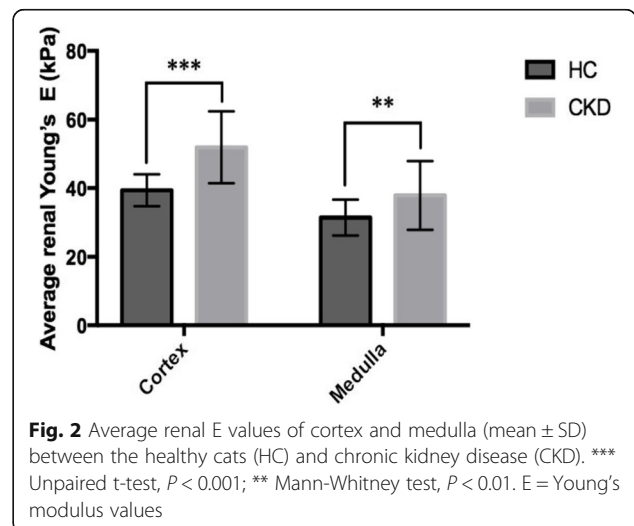 80
60
40
20
0
Average renal Young's E (kPa)
***
**
HC
CKD
Cortex
Medulla
Fig. 2 Average renal E values of cortex and medulla (mean ± SD)
between the healthy cats (HC) and chronic kidney disease (CKD). ***
Unpaired t-test, P < 0.001; ** Mann-Whitney test, P < 0.01. E = Young's
modulus values